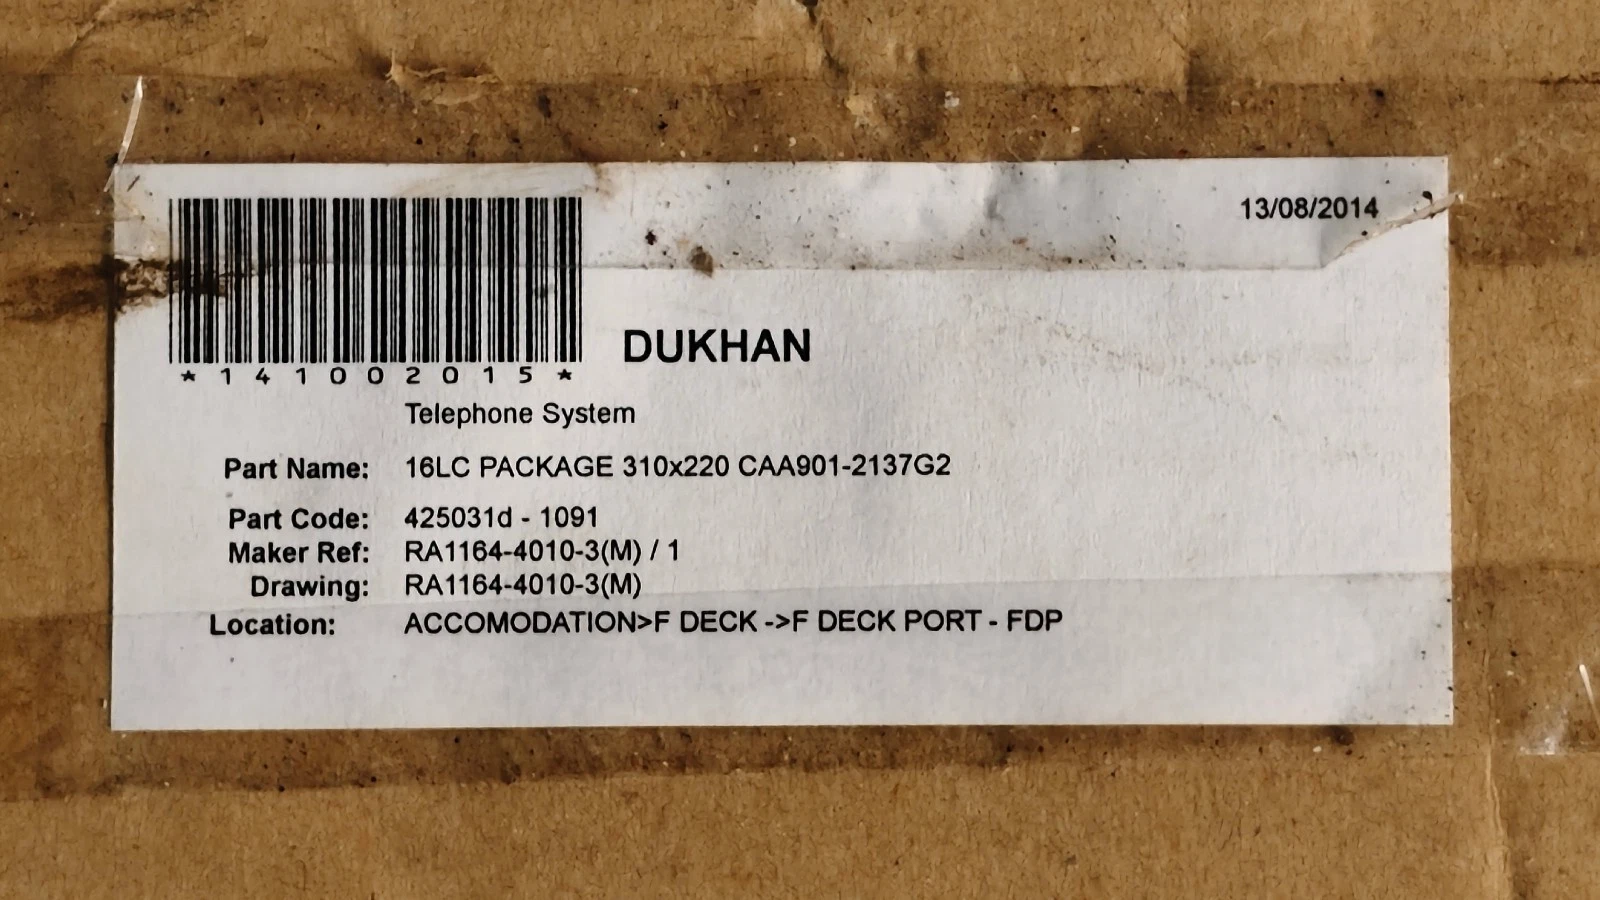 13/08/2014
*141002015*
DUKHAN
Telephone System
Part Name: 16LC PACKAGE 310x220 CAA901-2137G2
Part Code: 425031d - 1091
Maker Ref: RA1164-4010-3(M) / 1
Drawing: RA1164-4010-3(M)
Location: ACCOMODATION>F DECK ->F DECK PORT - FDP